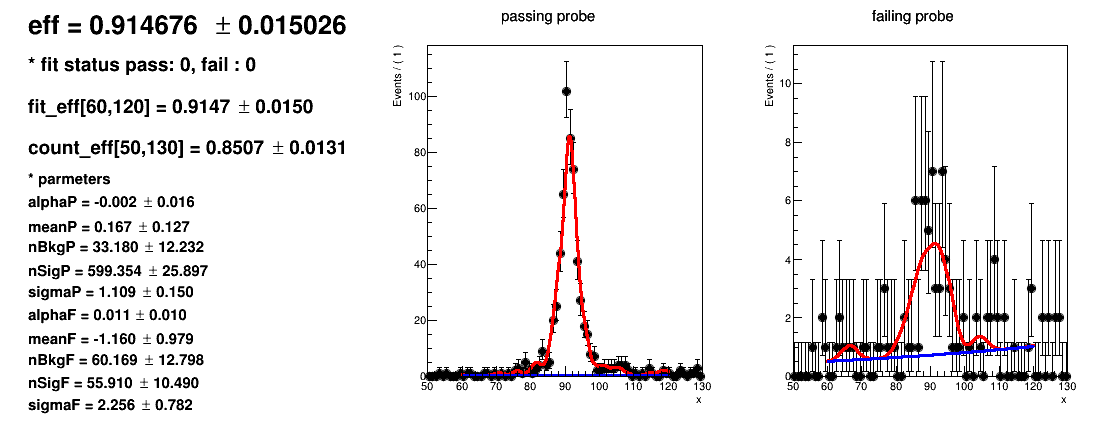 eff = 0.914676 ± 0.015026
* fit status pass: 0, fail : 0
fit_eff[60,120] = 0.9147 ± 0.0150
count_eff[50,130] = 0.8507 ± 0.0131
* parmeters
alphaP = -0.002 ± 0.016
meanP = 0.167 ± 0.127
nBkgP = 33.180 ± 12.232
nSigP = 599.354 ± 25.897
sigmaP = 1.109 ± 0.150
alphaF = 0.011 ± 0.010
meanF = -1.160 ± 0.979
nBkgF = 60.169 ± 12.798
nSigF = 55.910 ± 10.490
sigmaF = 2.256 ± 0.782
passing probe
Events / ( 1 )
100
80
60
40
20
0
50 60 70 80 90 100 110 120 130
x
failing probe
Events / ( 1 )
10
8
6
4
2
0
50 60 70 80 90 100 110 120 130
x